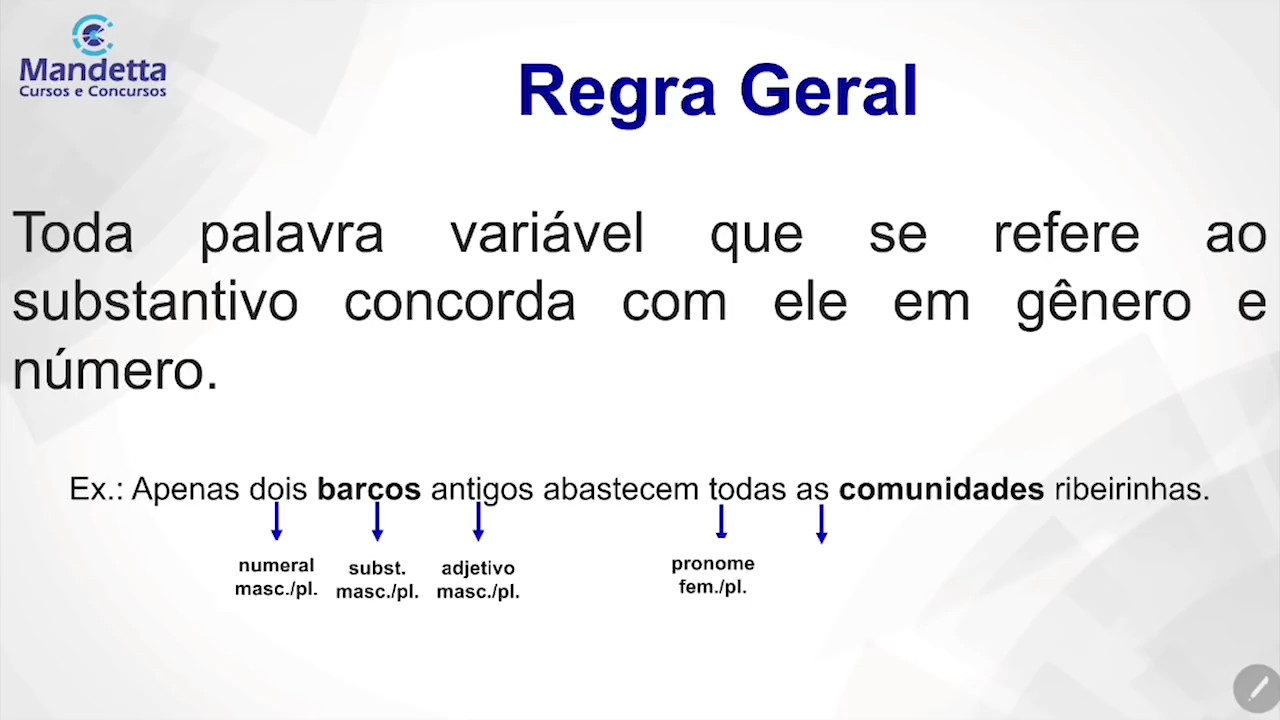 Mandetta
Cursos e Concursos
Regra Geral
Toda palavra variável que se refere ao
substantivo concorda com ele em gênero e
número.
Ex.: Apenas dois barcos antigos abastecem todas as comunidades ribeirinhas.
numeral subst. adjetivo pronome
masc./pl. masc./pl. masc./pl. fem./pl.